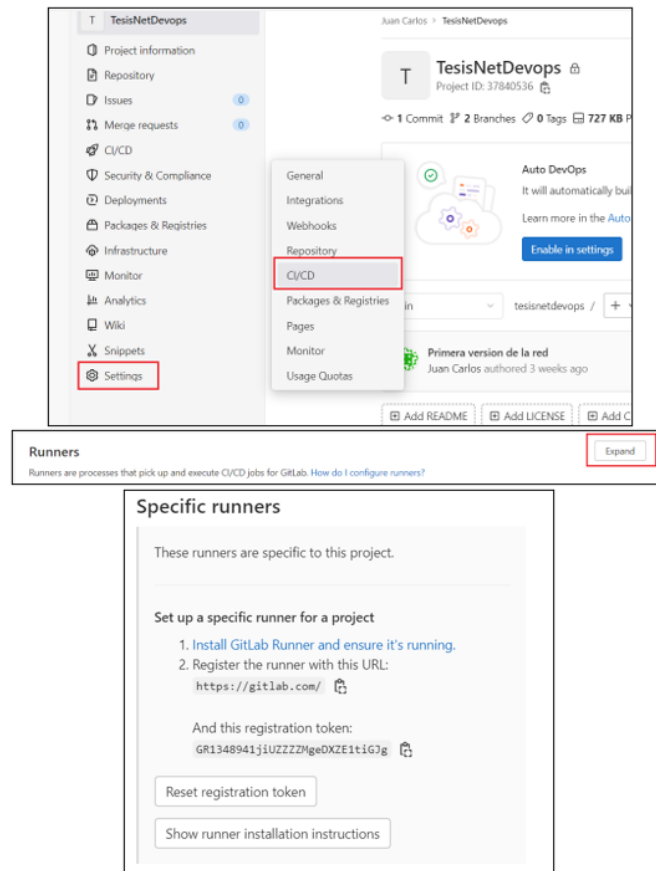 T TesisNetDevops
Project information
Repository
Issues 0
Merge requests 0
CI/CD
Security & Compliance
Deployments
Packages & Registries
Infrastructure
Monitor
Analytics
Wiki
Snippets
Settings
General
Integrations
Webhooks
Repository
CI/CD
Packages & Registries
Pages
Monitor
Usage Quotas
Juan Carlos > TesisNetDevops
T TesisNetDevops
Project ID: 37840536
1 Commit 2 Branches 0 Tags 727 KB P
Auto DevOps
It will automatically bui
Learn more in the Auto
Enable in settings
in tesisnetdevops / +
Primera version de la red
Juan Carlos authored 3 weeks ago
Add README Add LICENSE Add C
Runners
Expand
Runners are processes that pick up and execute CI/CD jobs for GitLab. How do I configure runners?
Specific runners
These runners are specific to this project.
Set up a specific runner for a project
1. Install GitLab Runner and ensure it's running.
2. Register the runner with this URL:
https://gitlab.com/
And this registration token:
GR1348941jiUZZZZMgeDXZE1tiGJg
Reset registration token
Show runner installation instructions